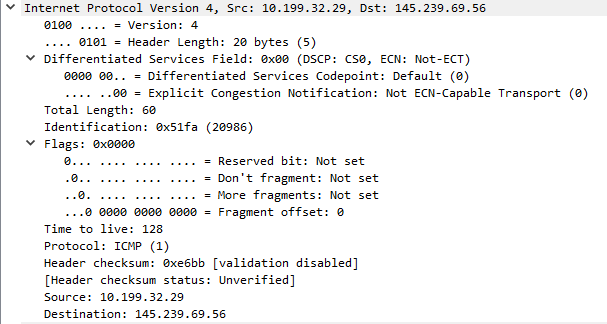 Internet Protocol Version 4, Src: 10.199.32.29, Dst: 145.239.69.56
0100 .... = Version: 4
.... 0101 = Header Length: 20 bytes (5)
Differentiated Services Field: 0x00 (DSCP: CS0, ECN: Not-ECT)
0000 00.. = Differentiated Services Codepoint: Default (0)
.... ..00 = Explicit Congestion Notification: Not ECN-Capable Transport (0)
Total Length: 60
Identification: 0x51fa (20986)
Flags: 0x0000
0... .... .... .... = Reserved bit: Not set
.0.. .... .... .... = Don't fragment: Not set
..0. .... .... .... = More fragments: Not set
...0 0000 0000 0000 = Fragment offset: 0
Time to live: 128
Protocol: ICMP (1)
Header checksum: 0xe6bb [validation disabled]
[Header checksum status: Unverified]
Source: 10.199.32.29
Destination: 145.239.69.56